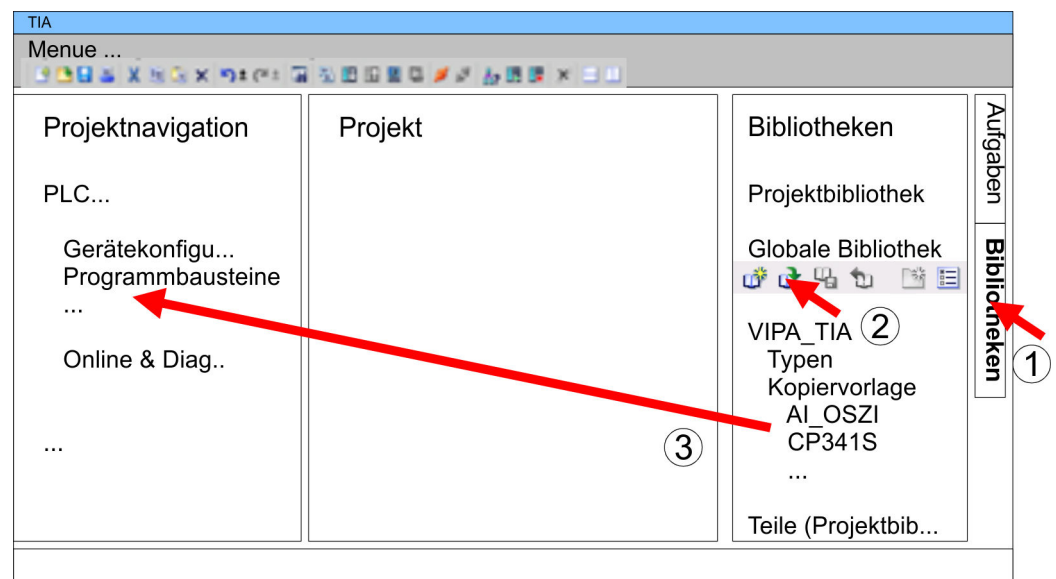 TIA
Menue ...
Projektnavigation
PLC...
Gerätekonfigu...
Programmbausteine
...
Online & Diag..
...
Projekt
③
Bibliotheken
Projektbibliothek
Globale Bibliothek
②
VIPA_TIA
Typen
Kopiervorlage
AI_OSZI
CP341S
...
Teile (Projektbib...
Aufgaben
Bibliotheken
①